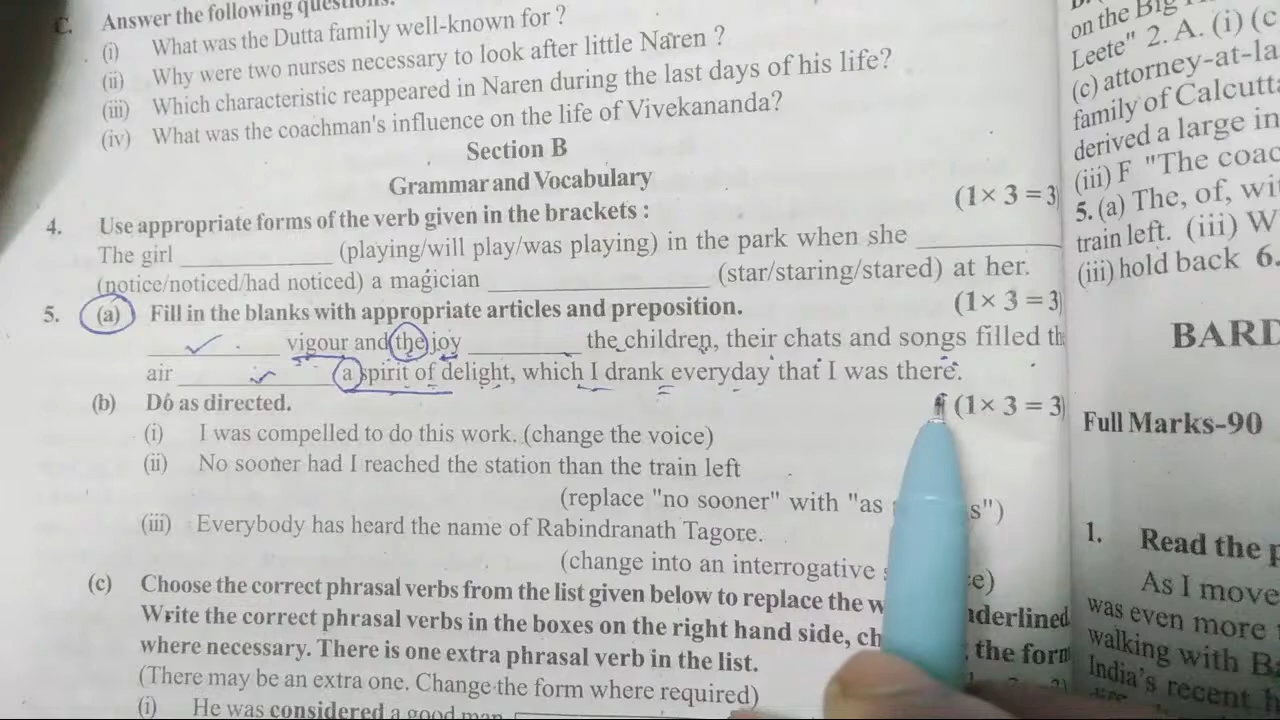 C. Answer the following questions.
(i) What was the Dutta family well-known for ?
(ii) Why were two nurses necessary to look after little Naren ?
(iii) Which characteristic reappeared in Naren during the last days of his life?
(iv) What was the coachman's influence on the life of Vivekananda?
Section B
Grammar and Vocabulary
4. Use appropriate forms of the verb given in the brackets : (1× 3 = 3)
The girl ____________ (playing/will play/was playing) in the park when she ____________
(notice/noticed/had noticed) a magician ________________ (star/staring/stared) at her.
5. (a) Fill in the blanks with appropriate articles and preposition. (1× 3 = 3)
__________ vigour and the joy _________ the children, their chats and songs filled th
air ____________ a spirit of delight, which I drank everyday that I was there.
(b) Do as directed. (1× 3 = 3)
(i) I was compelled to do this work. (change the voice)
(ii) No sooner had I reached the station than the train left
(replace "no sooner" with "as s")
(iii) Everybody has heard the name of Rabindranath Tagore.
(change into an interrogative
(c) Choose the correct phrasal verbs from the list given below to replace the w nderlined
Write the correct phrasal verbs in the boxes on the right hand side, ch the form
where necessary. There is one extra phrasal verb in the list.
(There may be an extra one. Change the form where required)
(i) He was considered a good man
on the Big
Leete" 2. A. (i) (c
(c) attorney-at-la
family of Calcutt
derived a large in
(iii) F "The coac
5. (a) The, of, wi
train left. (iii) W
(iii) hold back 6.
BARD
Full Marks-90
1. Read the p
As I move
was even more
walking with Ba
India's recent h